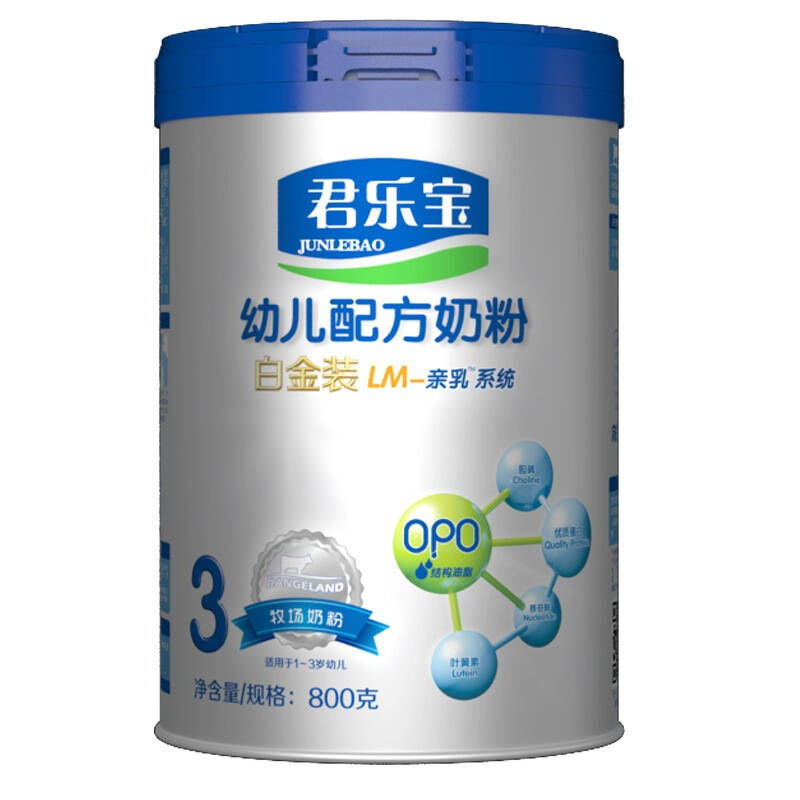 君乐宝
JUNLEBAO
幼儿配方奶粉
白金装 LM-亲乳™系统
胆碱
Choline
OPO
结构油脂
优质蛋白
Quality Protein
核苷酸
Nucleotides
叶黄素
Lutein
3
RANGELAND
牧场奶粉
适用于1~3岁幼儿
净含量/规格：800克